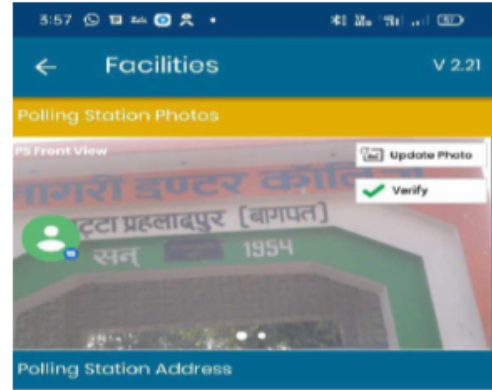 3:57
Facilities
V 2.21
Polling Station Photos
PS Front View
Update Photo
Verify
नागरी इण्टर
प्रहलादपुर (बागपत)
सन् 1954
Polling Station Address